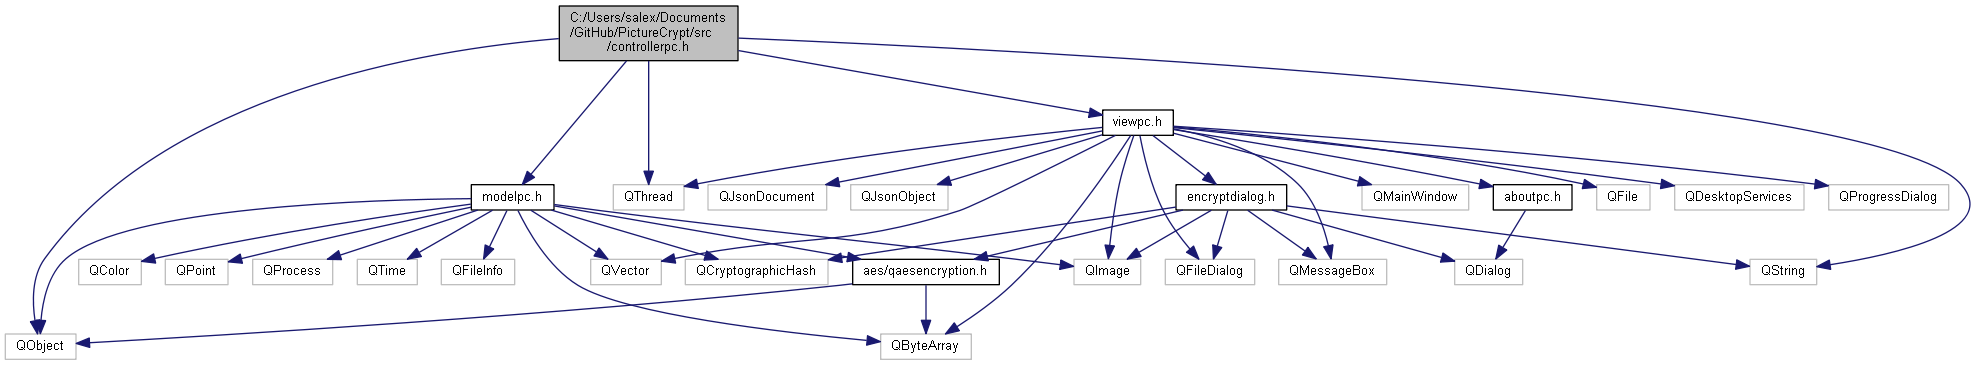 C:/Users/salex/Documents
/GitHub/PictureCrypt/src
/controllerpc.h
viewpc.h
modelpc.h
QThread
QJsonDocument
QJsonObject
encryptdialog.h
QMainWindow
aboutpc.h
QFile
QDesktopServices
QProgressDialog
QColor
QPoint
QProcess
QTime
QFileInfo
QVector
QCryptographicHash
aes/qaesencryption.h
QImage
QFileDialog
QMessageBox
QDialog
QString
QObject
QByteArray